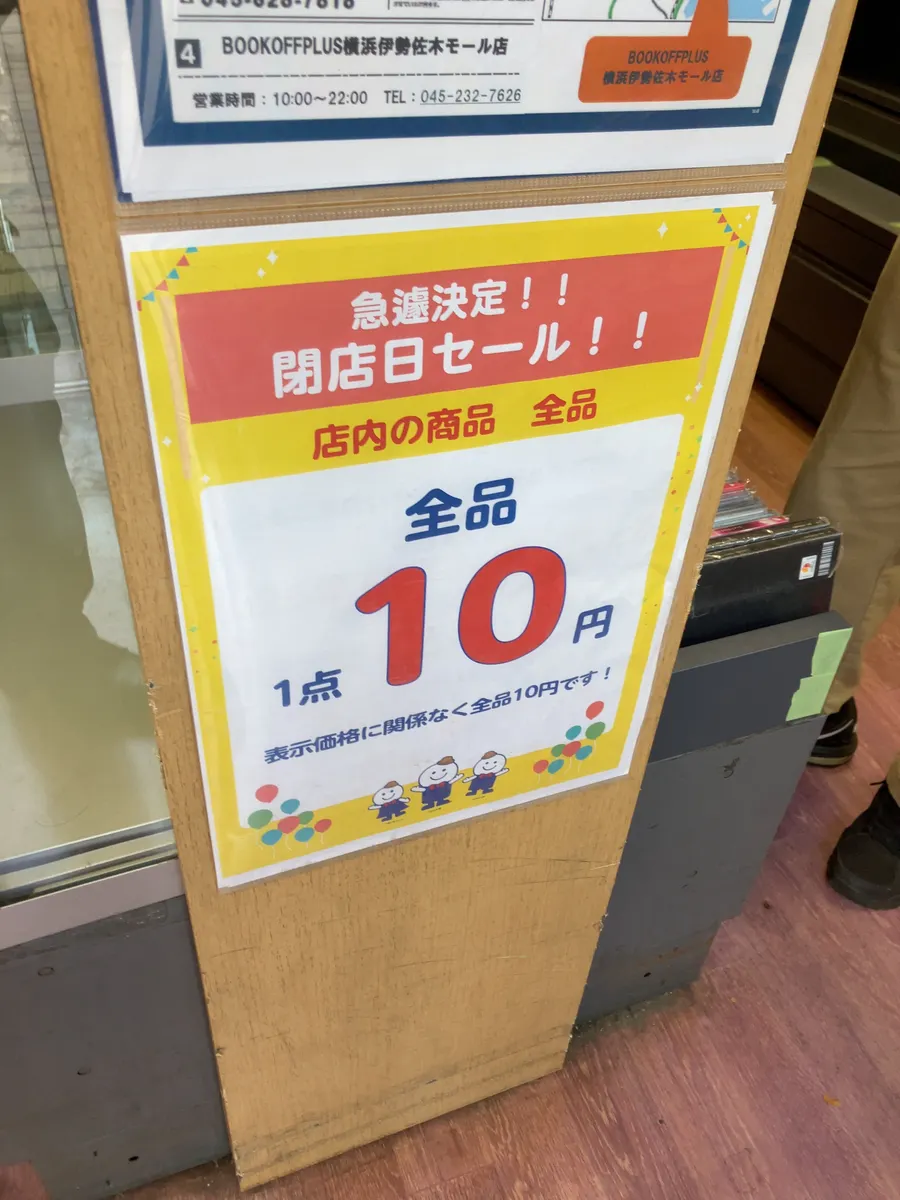 4 BOOKOFFPLUS横浜伊勢佐木モール店
営業時間：10:00～22:00 TEL：045-232-7626
BOOKOFFPLUS
横浜伊勢佐木モール店
急遽決定！！
閉店日セール！！
店内の商品 全品
全品
1点 10円
表示価格に関係なく全品10円です！